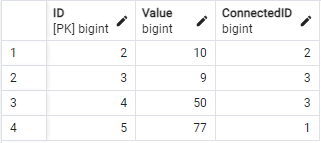 ID Value ConnectedID
[PK] bigint bigint bigint
1 2 10 2
2 3 9 3
3 4 50 3
4 5 77 1